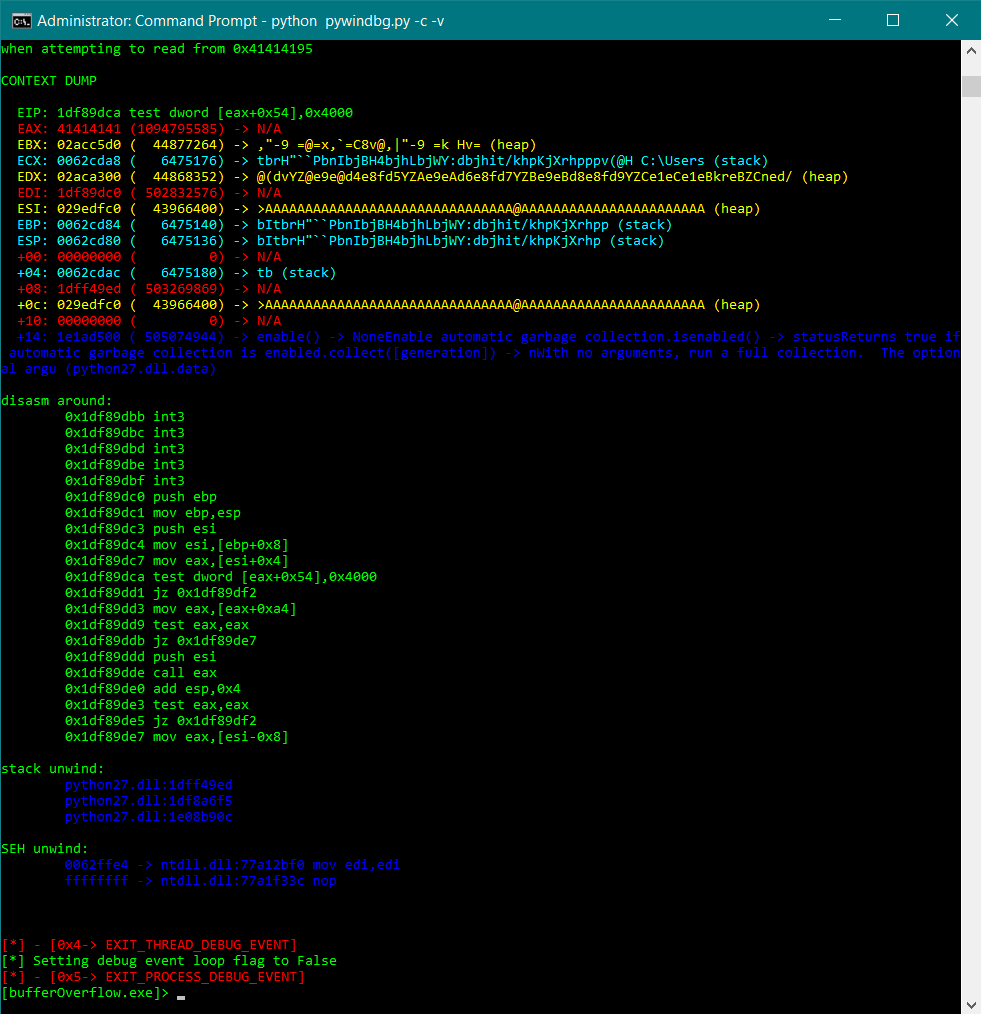 Administrator: Command Prompt - python  pywindbg.py -c -v
when attempting to read from 0x41414195
CONTEXT DUMP
EIP: 1df89dca test dword [eax+0x54],0x4000
EAX: 41414141 (1094795585) -> N/A
EBX: 02acc5d0 (  44877264) -> ,"-9 =@=x,`=C8v@,|"-9 =k Hv= (heap)
ECX: 0062cda8 (   6475176) -> tbrH"``PbnIbjBH4bjhLbjWY:dbjhit/khpKjXrhpppv(@H C:\Users (stack)
EDX: 02aca300 (  44868352) -> @(dvYZ@e9e@d4e8fd5YZAe9eAd6e8fd7YZBe9eBd8e8fd9YZCe1eCe1eBkreBZCned/ (heap)
EDI: 1df89dc0 ( 502832576) -> N/A
ESI: 029edfc0 (  43966400) -> >AAAAAAAAAAAAAAAAAAAAAAAAAAAAAAA@AAAAAAAAAAAAAAAAAAAAAAA (heap)
EBP: 0062cd84 (   6475140) -> bItbrH"``PbnIbjBH4bjhLbjWY:dbjhit/khpKjXrhpp (stack)
ESP: 0062cd80 (   6475136) -> bItbrH"``PbnIbjBH4bjhLbjWY:dbjhit/khpKjXrhp (stack)
+00: 00000000 (         0) -> N/A
+04: 0062cdac (   6475180) -> tb (stack)
+08: 1dff49ed ( 503269869) -> N/A
+0c: 029edfc0 (  43966400) -> >AAAAAAAAAAAAAAAAAAAAAAAAAAAAAAA@AAAAAAAAAAAAAAAAAAAAAAA (heap)
+10: 00000000 (         0) -> N/A
+14: 1e1ad500 ( 505074944) -> enable() -> NoneEnable automatic garbage collection.isenabled() -> statusReturns true if
automatic garbage collection is enabled.collect([generation]) -> nWith no arguments, run a full collection.  The option
al argu (python27.dll.data)
disasm around:
0x1df89dbb int3
0x1df89dbc int3
0x1df89dbd int3
0x1df89dbe int3
0x1df89dbf int3
0x1df89dc0 push ebp
0x1df89dc1 mov ebp,esp
0x1df89dc3 push esi
0x1df89dc4 mov esi,[ebp+0x8]
0x1df89dc7 mov eax,[esi+0x4]
0x1df89dca test dword [eax+0x54],0x4000
0x1df89dd1 jz 0x1df89df2
0x1df89dd3 mov eax,[eax+0xa4]
0x1df89dd9 test eax,eax
0x1df89ddb jz 0x1df89de7
0x1df89ddd push esi
0x1df89dde call eax
0x1df89de0 add esp,0x4
0x1df89de3 test eax,eax
0x1df89de5 jz 0x1df89df2
0x1df89de7 mov eax,[esi-0x8]
stack unwind:
python27.dll:1dff49ed
python27.dll:1df8a6f5
python27.dll:1e08b90c
SEH unwind:
0062ffe4 -> ntdll.dll:77a12bf0 mov edi,edi
ffffffff -> ntdll.dll:77a1f33c nop
[*] - [0x4-> EXIT_THREAD_DEBUG_EVENT]
[*] Setting debug event loop flag to False
[*] - [0x5-> EXIT_PROCESS_DEBUG_EVENT]
[bufferOverflow.exe]>